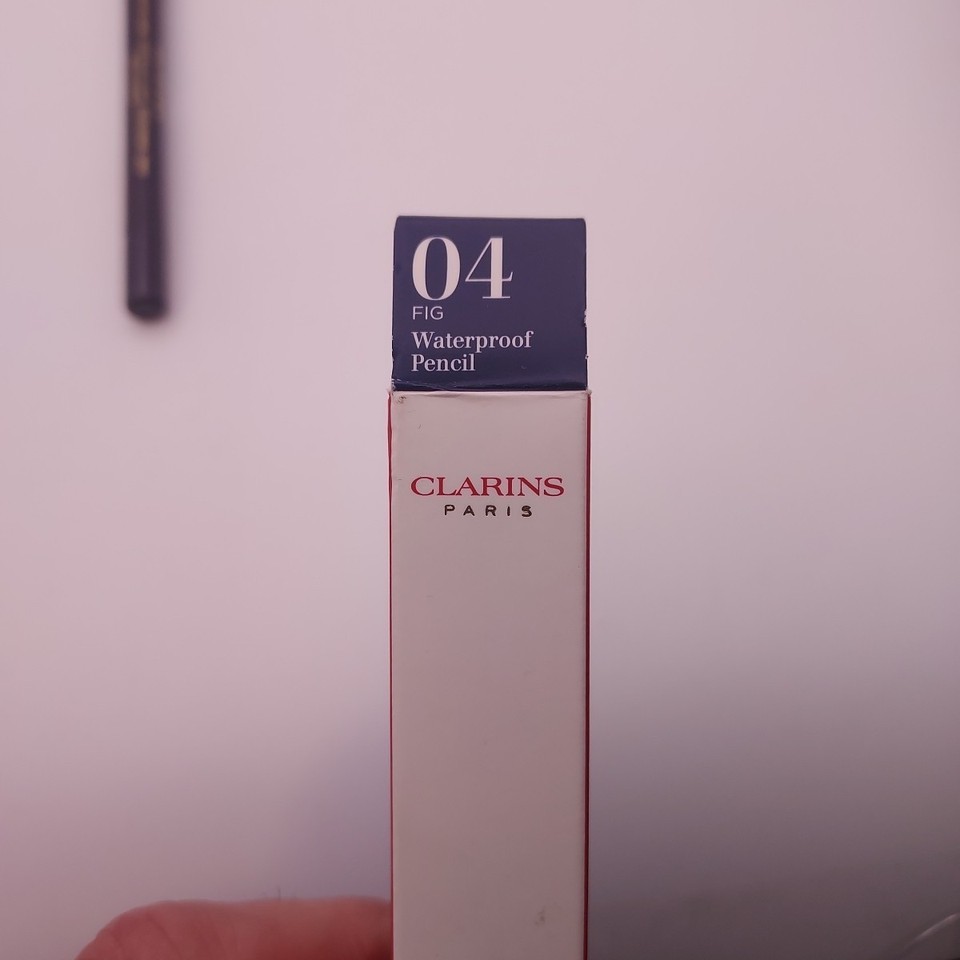 04
FIG
Waterproof
Pencil
CLARINS
PARIS